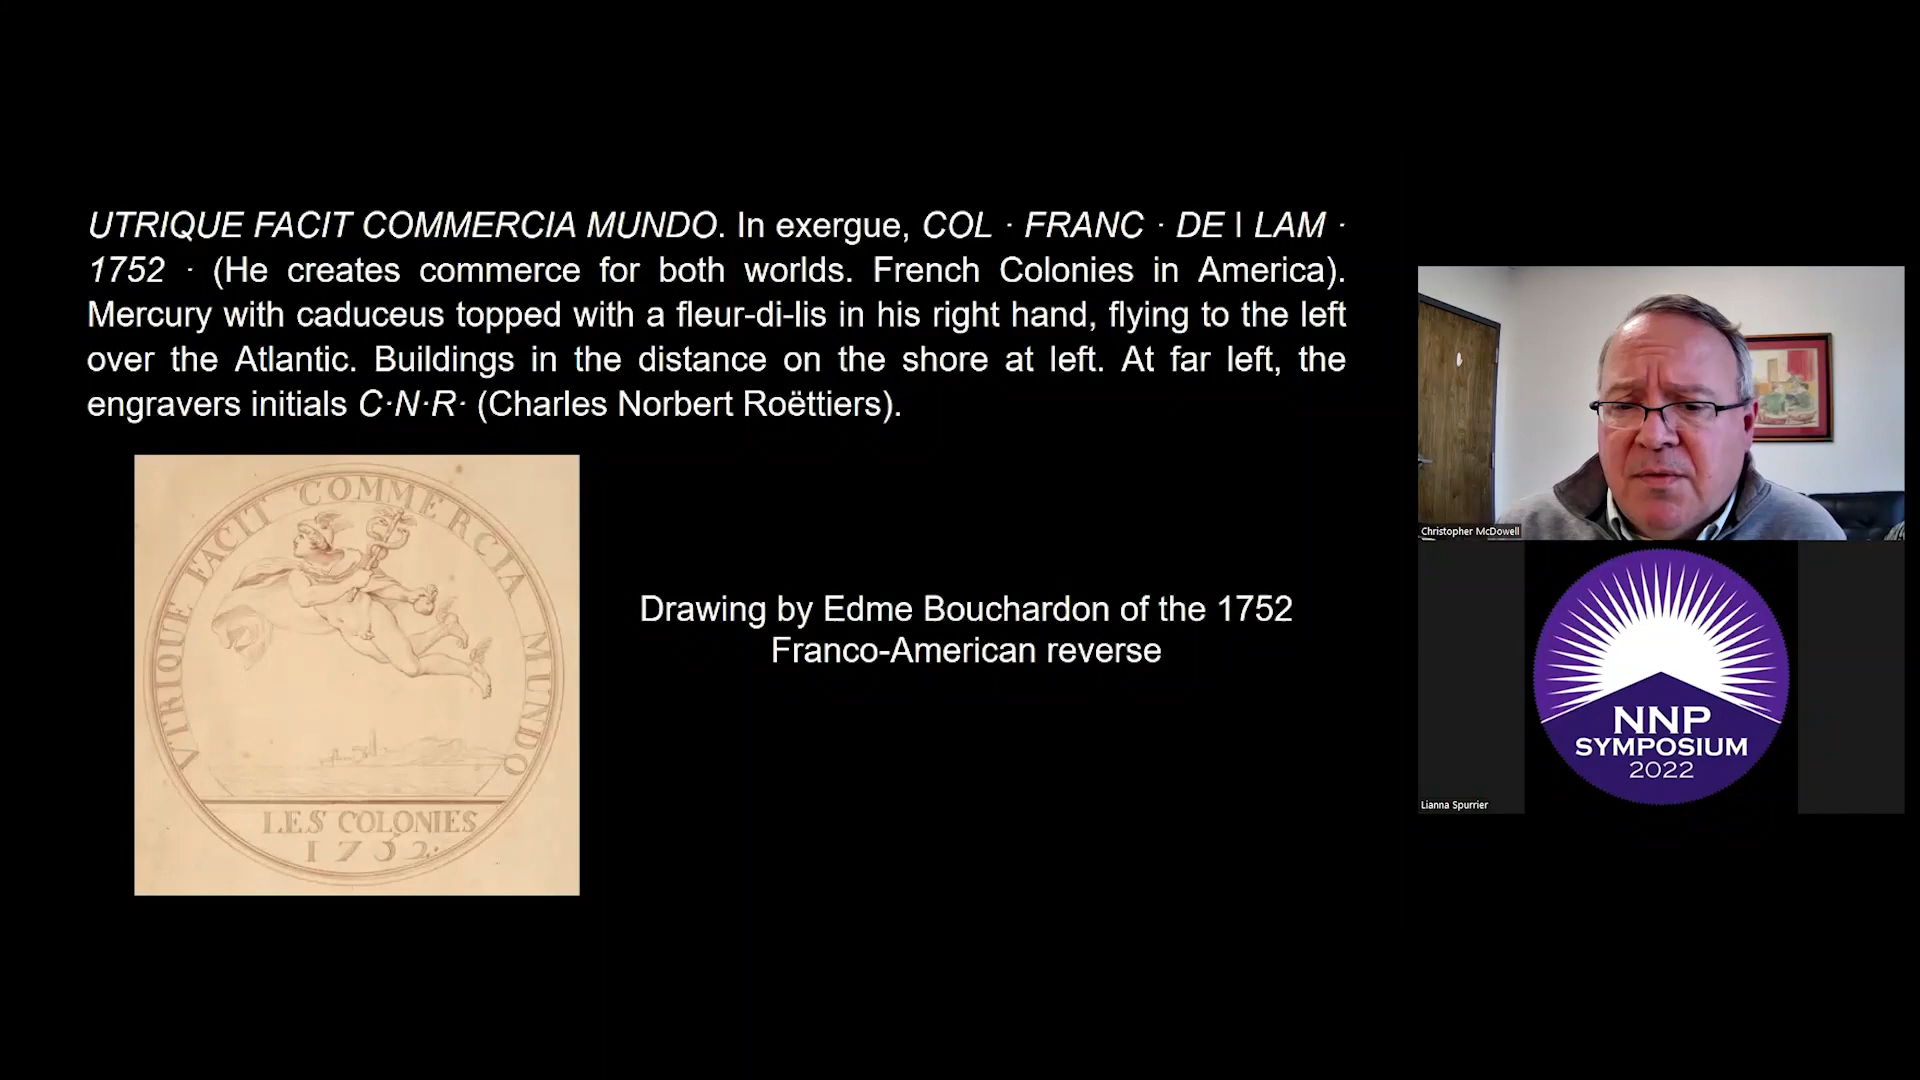 UTRIQUE FACIT COMMERCIA MUNDO. In exergue, COL · FRANC · DE | LAM ·
1752 · (He creates commerce for both worlds. French Colonies in America).
Mercury with caduceus topped with a fleur-di-lis in his right hand, flying to the left
over the Atlantic. Buildings in the distance on the shore at left. At far left, the
engravers initials C·N·R· (Charles Norbert Roëttiers).
VTRIQUE FACIT COMMERCIA MUNDO
LES COLONIES
1752.
Drawing by Edme Bouchardon of the 1752
Franco-American reverse
Christopher McDowell
NNP
SYMPOSIUM
2022
Lianna Spurrier